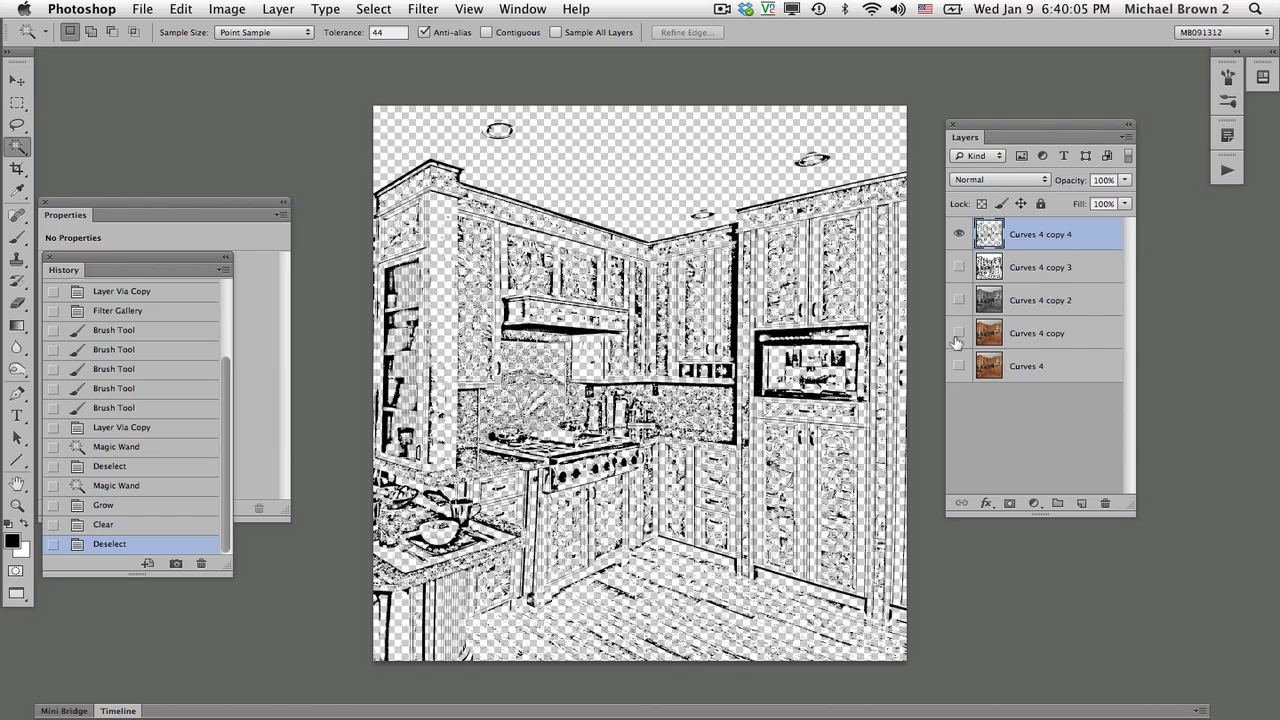 Photoshop File Edit Image Layer Type Select Filter View Window Help Wed Jan 9 6:40:05 PM Michael Brown 2
Sample Size: Point Sample Tolerance: 44 Anti-alias Contiguous Sample All Layers Refine Edge... MB091312
Properties
No Properties
History
Layer Via Copy
Filter Gallery
Brush Tool
Brush Tool
Brush Tool
Brush Tool
Brush Tool
Layer Via Copy
Magic Wand
Deselect
Magic Wand
Grow
Clear
Deselect
Layers
Kind
Normal Opacity: 100%
Lock: Fill: 100%
Curves 4 copy 4
Curves 4 copy 3
Curves 4 copy 2
Curves 4 copy
Curves 4
Mini Bridge Timeline